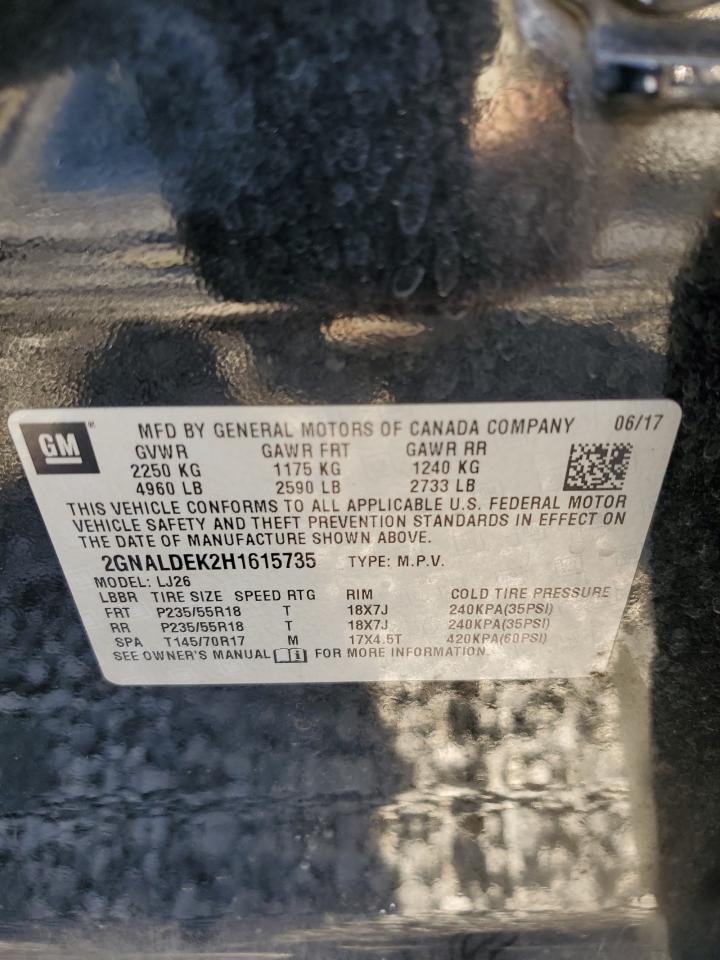 GM ® MFD BY GENERAL MOTORS OF CANADA COMPANY 06/17
GVWR GAWR FRT GAWR RR
2250 KG 1175 KG 1240 KG
4960 LB 2590 LB 2733 LB
THIS VEHICLE CONFORMS TO ALL APPLICABLE U.S. FEDERAL MOTOR
VEHICLE SAFETY AND THEFT PREVENTION STANDARDS IN EFFECT ON
THE DATE OF MANUFACTURE SHOWN ABOVE.
2GNALDEK2H1615735 TYPE: M.P.V.
MODEL: LJ26
LBBR TIRE SIZE SPEED RTG RIM COLD TIRE PRESSURE
FRT P235/55R18 T 18X7J 240KPA(35PSI)
RR P235/55R18 T 18X7J 240KPA(35PSI)
SPA T145/70R17 M 17X4.5T 420KPA(60PSI)
SEE OWNER'S MANUAL FOR MORE INFORMATION.